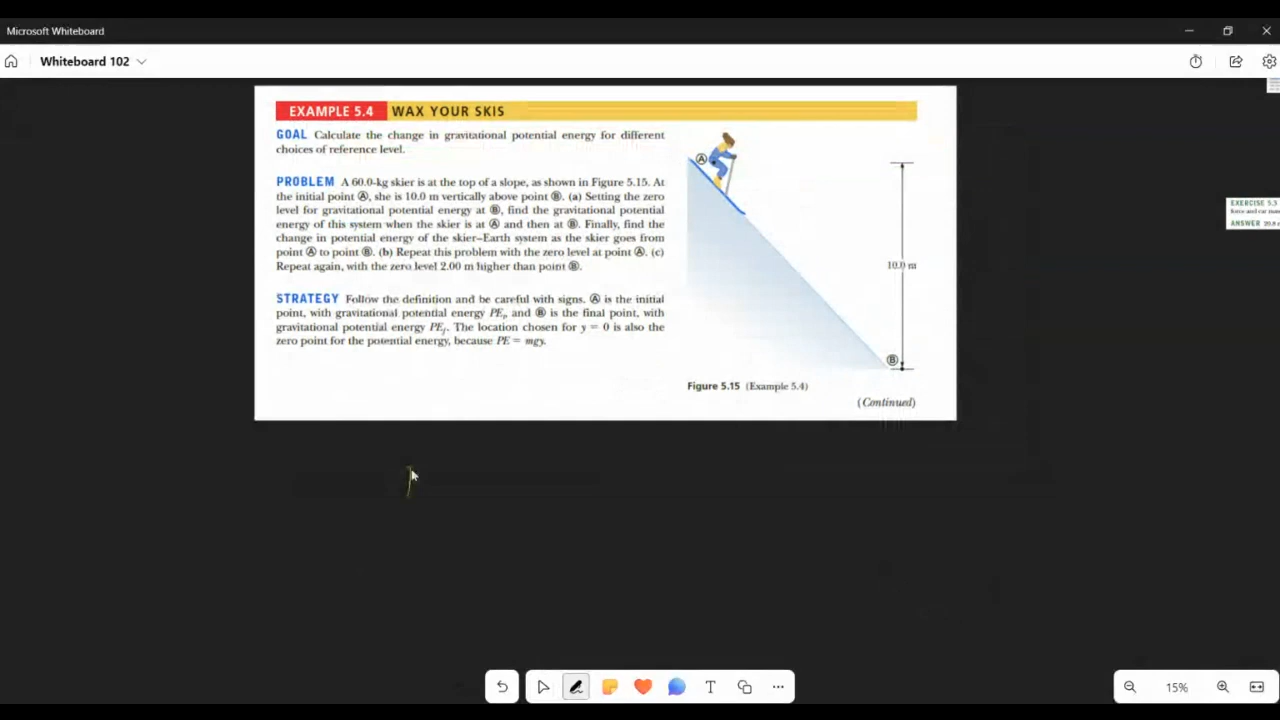 Microsoft Whiteboard
Whiteboard 102
EXAMPLE 5.4 WAX YOUR SKIS
GOAL Calculate the change in gravitational potential energy for different
choices of reference level.
PROBLEM A 60.0-kg skier is at the top of a slope, as shown in Figure 5.15. At
the initial point Ⓐ, she is 10.0 m vertically above point Ⓑ. (a) Setting the zero
level for gravitational potential energy at Ⓑ, find the gravitational potential
energy of this system when the skier is at Ⓐ and then at Ⓑ. Finally, find the
change in potential energy of the skier–Earth system as the skier goes from
point Ⓐ to point Ⓑ. (b) Repeat this problem with the zero level at point Ⓐ. (c)
Repeat again, with the zero level 2.00 m higher than point Ⓑ.
STRATEGY Follow the definition and be careful with signs. Ⓐ is the initial
point, with gravitational potential energy PEi, and Ⓑ is the final point, with
gravitational potential energy PEf. The location chosen for y = 0 is also the
zero point for the potential energy, because PE = mgy.
Ⓐ
10.0 m
Ⓑ
Figure 5.15 (Example 5.4)
(Continued)
EXERCISE 5.3
force and ear
ANSWER
T
15%